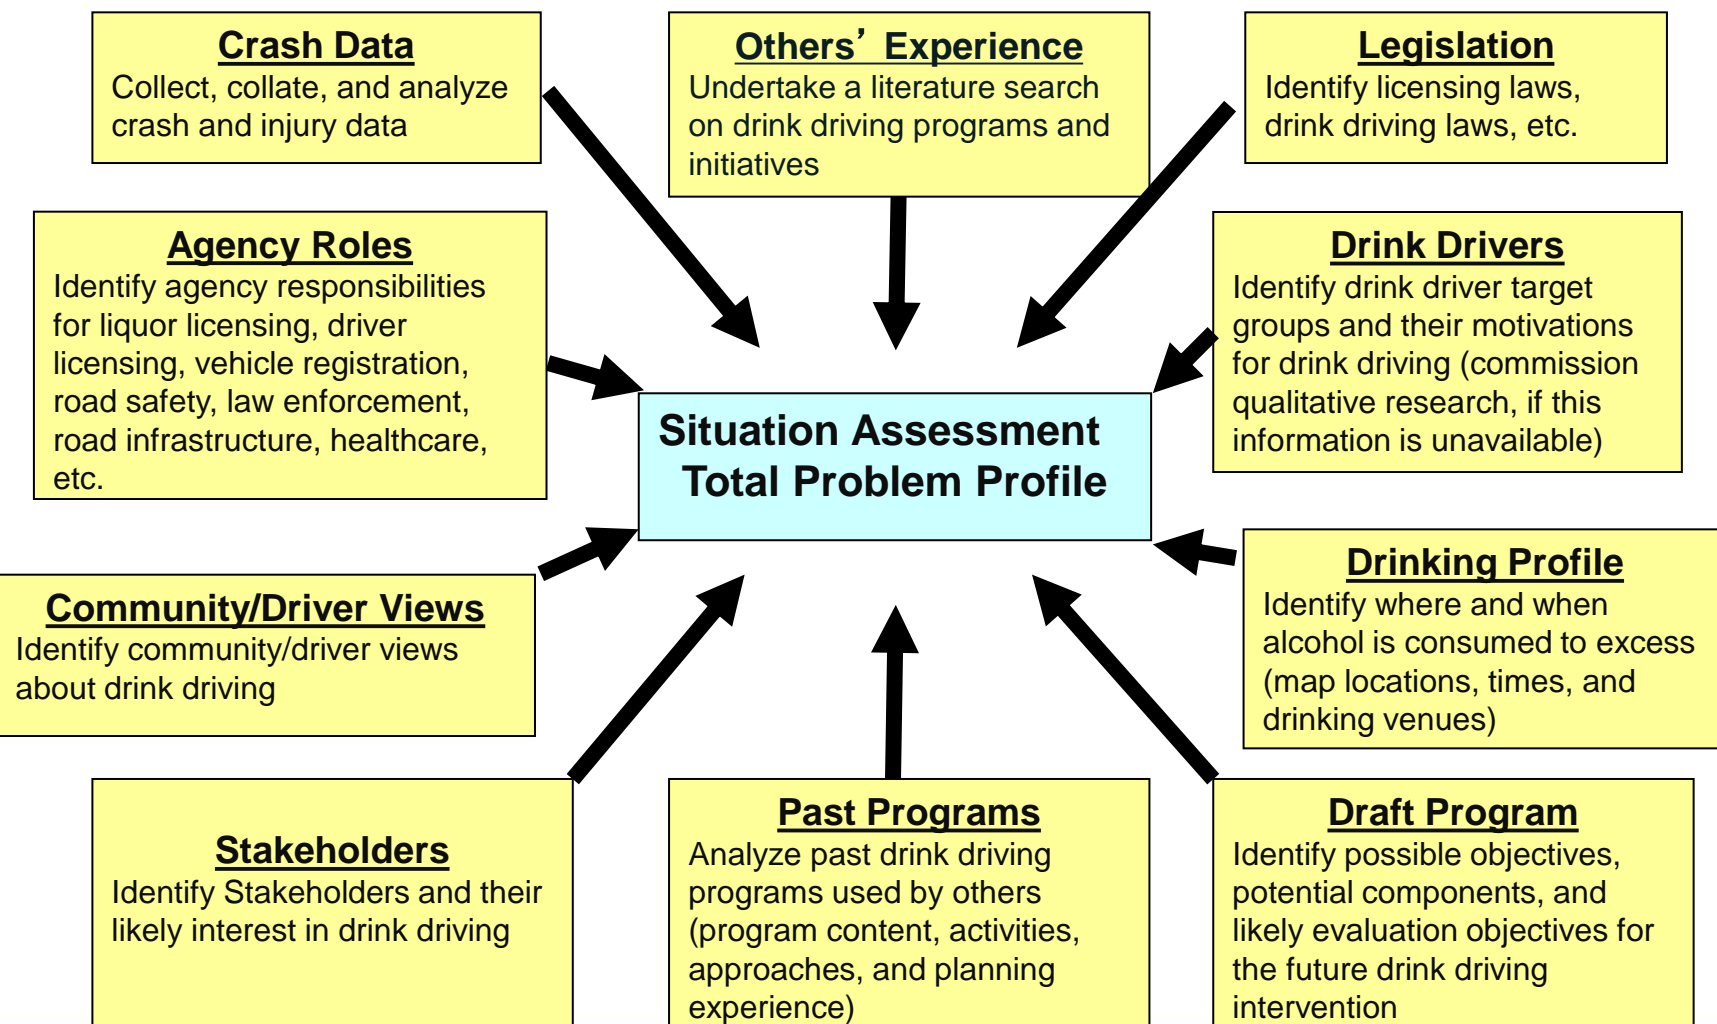 Crash Data
Collect, collate, and analyze
crash and injury data
Others’ Experience
Undertake a literature search
on drink driving programs and
initiatives
Legislation
Identify licensing laws,
drink driving laws, etc.
Agency Roles
Identify agency responsibilities
for liquor licensing, driver
licensing, vehicle registration,
road safety, law enforcement,
road infrastructure, healthcare,
etc.
Drink Drivers
Identify drink driver target
groups and their motivations
for drink driving (commission
qualitative research, if this
information is unavailable)
Situation Assessment
Total Problem Profile
Community/Driver Views
Identify community/driver views
about drink driving
Drinking Profile
Identify where and when
alcohol is consumed to excess
(map locations, times, and
drinking venues)
Stakeholders
Identify Stakeholders and their
likely interest in drink driving
Past Programs
Analyze past drink driving
programs used by others
(program content, activities,
approaches, and planning
experience)
Draft Program
Identify possible objectives,
potential components, and
likely evaluation objectives for
the future drink driving
intervention